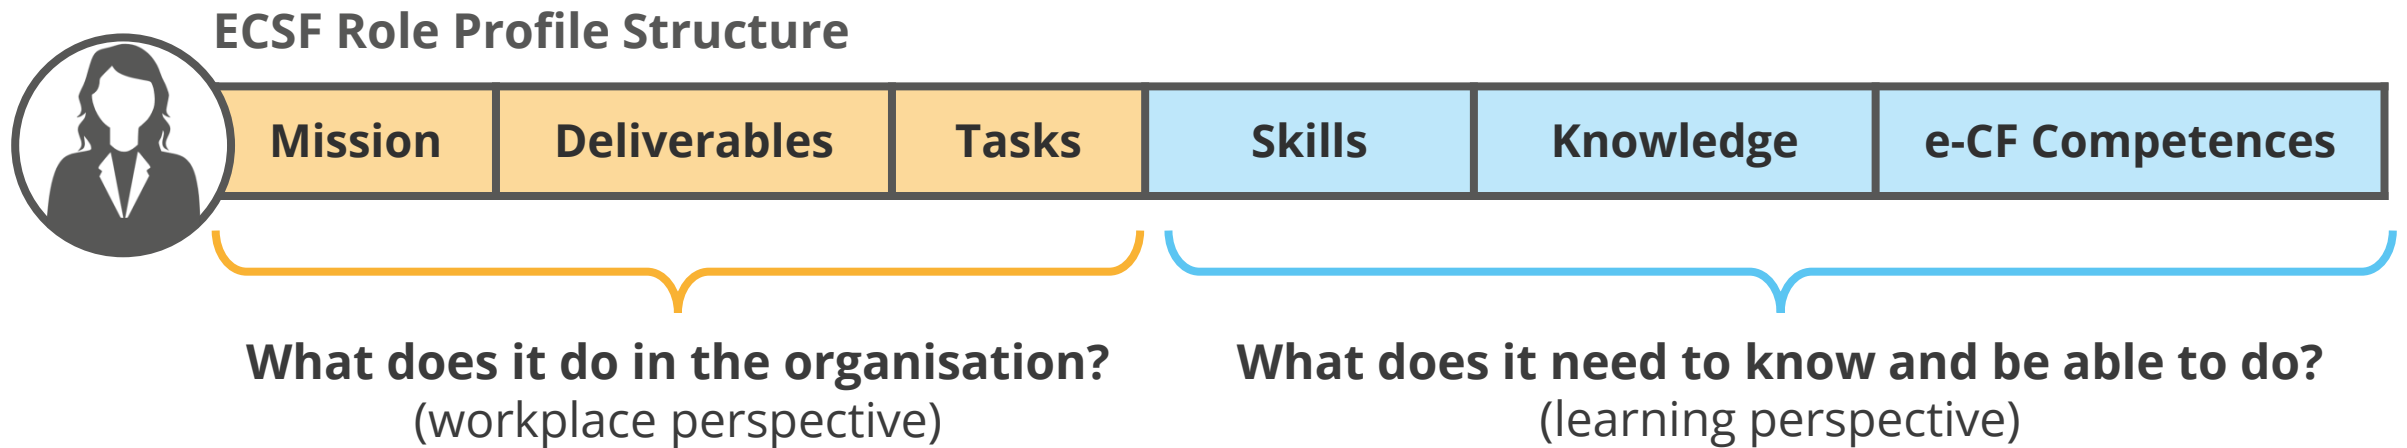 ECSF Role Profile Structure
Mission Deliverables Tasks Skills Knowledge e-CF Competences
What does it do in the organisation?
(workplace perspective)
What does it need to know and be able to do?
(learning perspective)